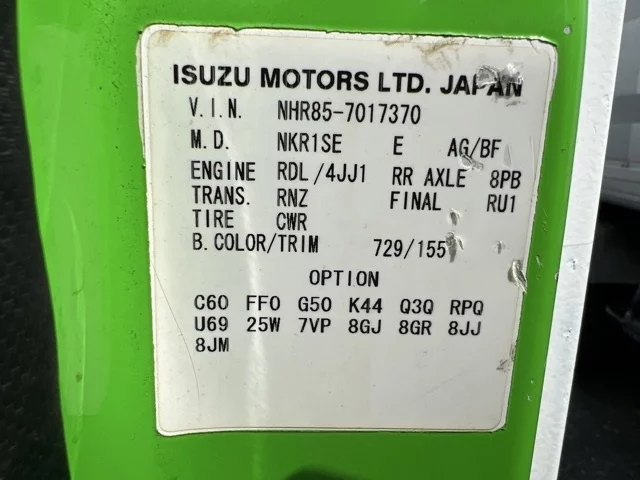 ISUZU MOTORS LTD. JAPAN
V.I.N. NHR85-7017370
M.D. NKR1SE E AG/BF
ENGINE RDL/4JJ1 RR AXLE 8PB
TRANS. RNZ FINAL RU1
TIRE CWR
B.COLOR/TRIM 729/155
OPTION
C60 FF0 G50 K44 Q3Q RPQ
U69 25W 7VP 8GJ 8GR 8JJ
8JM